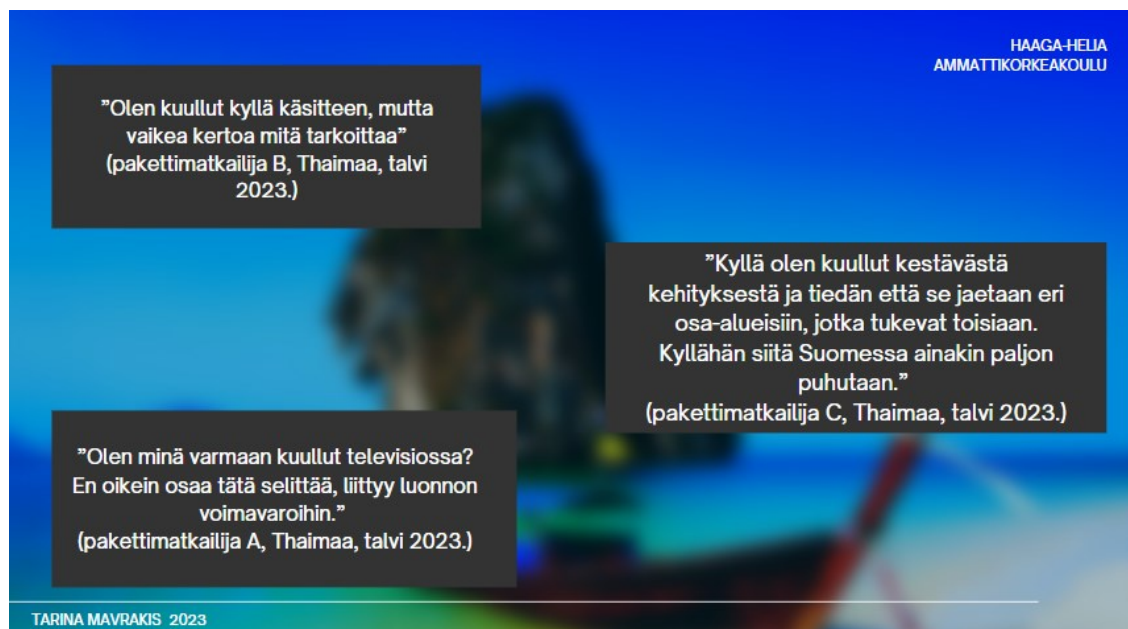 HAAGA-HELIA
AMMATTIKORKEAKOULU
”Olen kuullut kyllä käsitteen, mutta
vaikea kertoa mitä tarkoittaa”
(pakettimatkailija B, Thaimaa, talvi
2023.)
”Kyllä olen kuullut kestävästä
kehityksestä ja tiedän että se jaetaan eri
osa-alueisiin, jotka tukevat toisiaan.
Kyllähän siitä Suomessa ainakin paljon
puhutaan.”
(pakettimatkailija C, Thaimaa, talvi 2023.)
”Olen minä varmaan kuullut televisiossa?
En oikein osaa tätä selittää, liittyy luonnon
voimavaroihin.”
(pakettimatkailija A, Thaimaa, talvi 2023.)
TARINA MAVRAKIS 2023